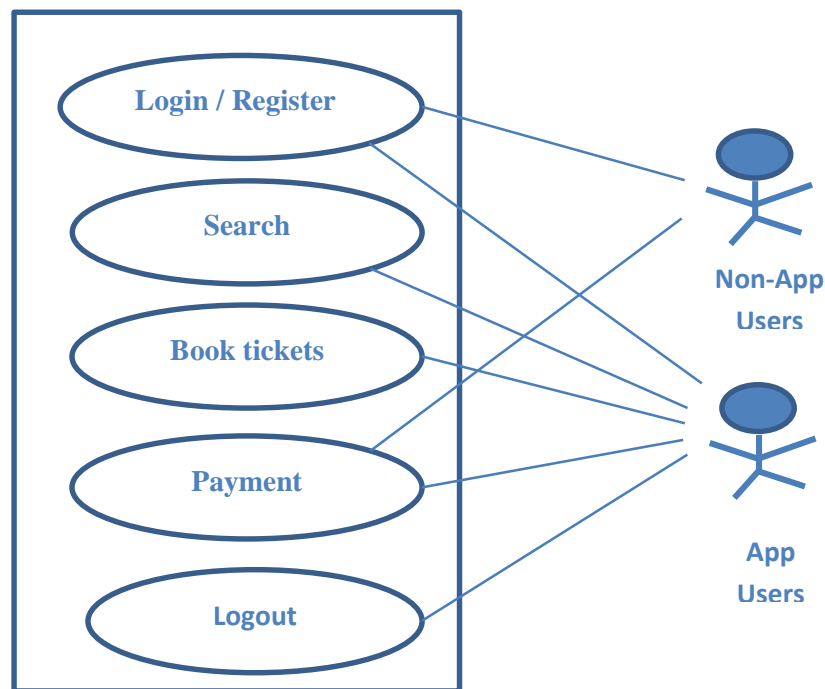 Login / Register
Search
Book tickets
Payment
Logout
Non-App
Users
App
Users